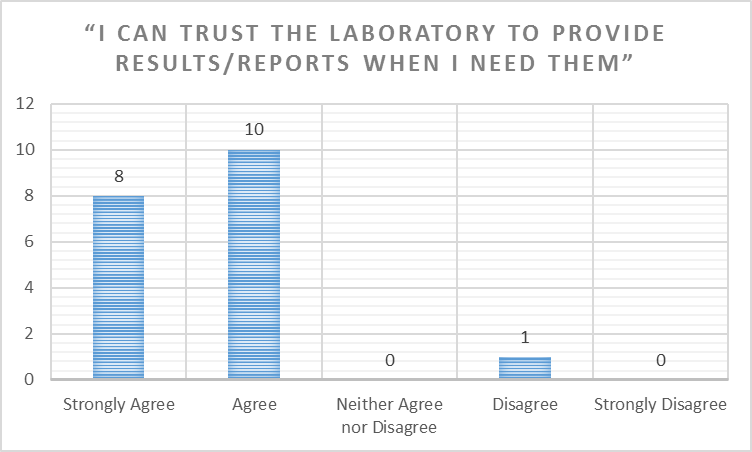 “I CAN TRUST THE LABORATORY TO PROVIDE
RESULTS/REPORTS WHEN I NEED THEM”
12
10
8
6
4
2
0
8
10
0
1
0
Strongly Agree
Agree
Neither Agree
nor Disagree
Disagree
Strongly Disagree